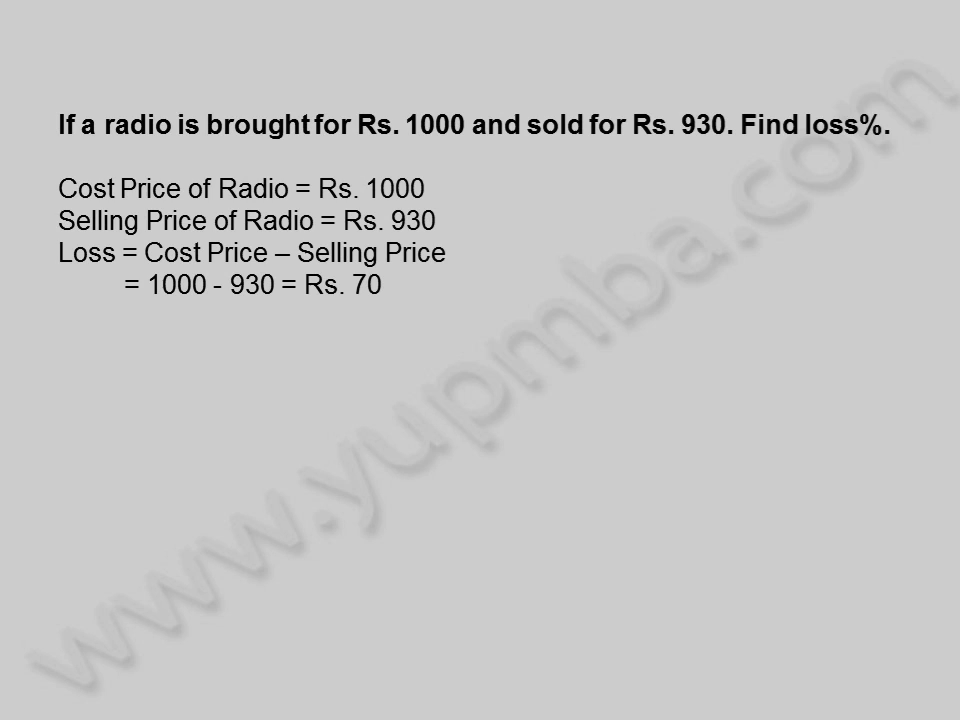 If a radio is brought for Rs. 1000 and sold for Rs. 930. Find loss%.
Cost Price of Radio = Rs. 1000
Selling Price of Radio = Rs. 930
Loss = Cost Price – Selling Price
= 1000 - 930 = Rs. 70
www.yupmba.com